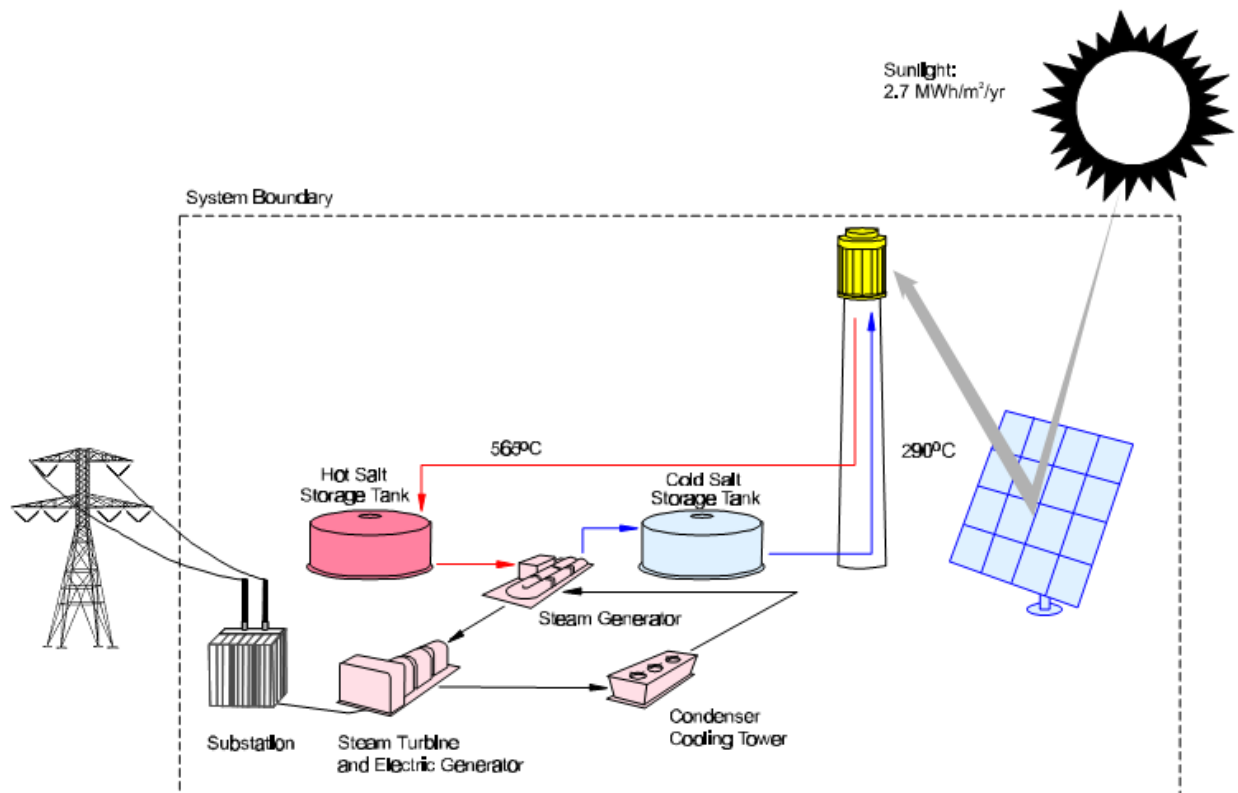 Sunlight:
2.7 MWh/m²/yr
System Boundary
565ºC
290ºC
Hot Salt
Storage Tank
Cold Salt
Storage Tank
Steam Generator
Substation
Steam Turbine
and Electric Generator
Condenser
Cooling Tower